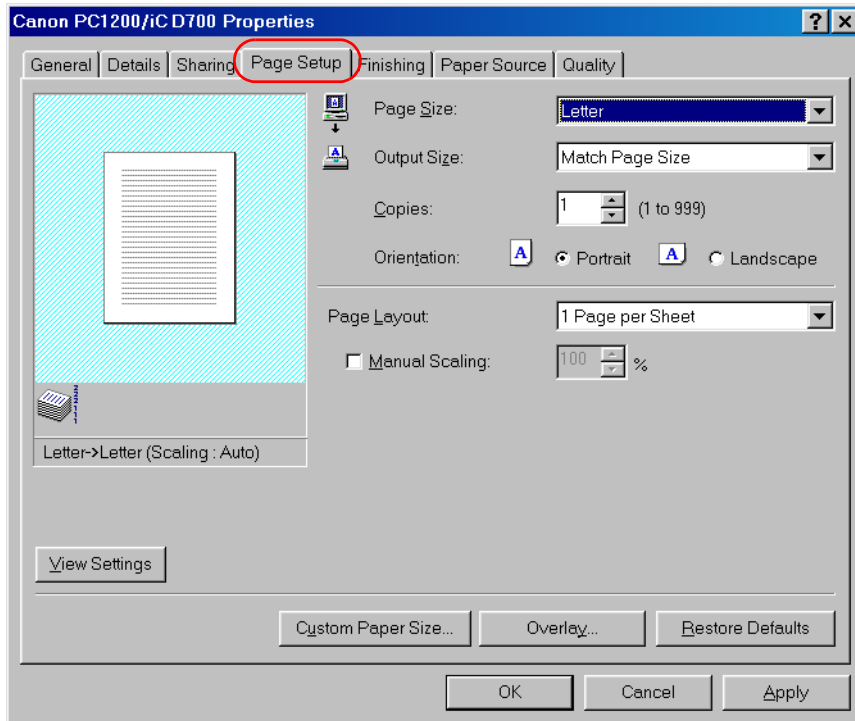 Canon PC1200/iC D700 Properties
General Details Sharing Page Setup Finishing Paper Source Quality
Page Size: Letter
Output Size: Match Page Size
Copies: 1 (1 to 999)
Orientation: A Portrait A Landscape
Page Layout: 1 Page per Sheet
Manual Scaling: 100 %
Letter->Letter (Scaling : Auto)
View Settings
Custom Paper Size... Overlay... Restore Defaults
OK Cancel Apply